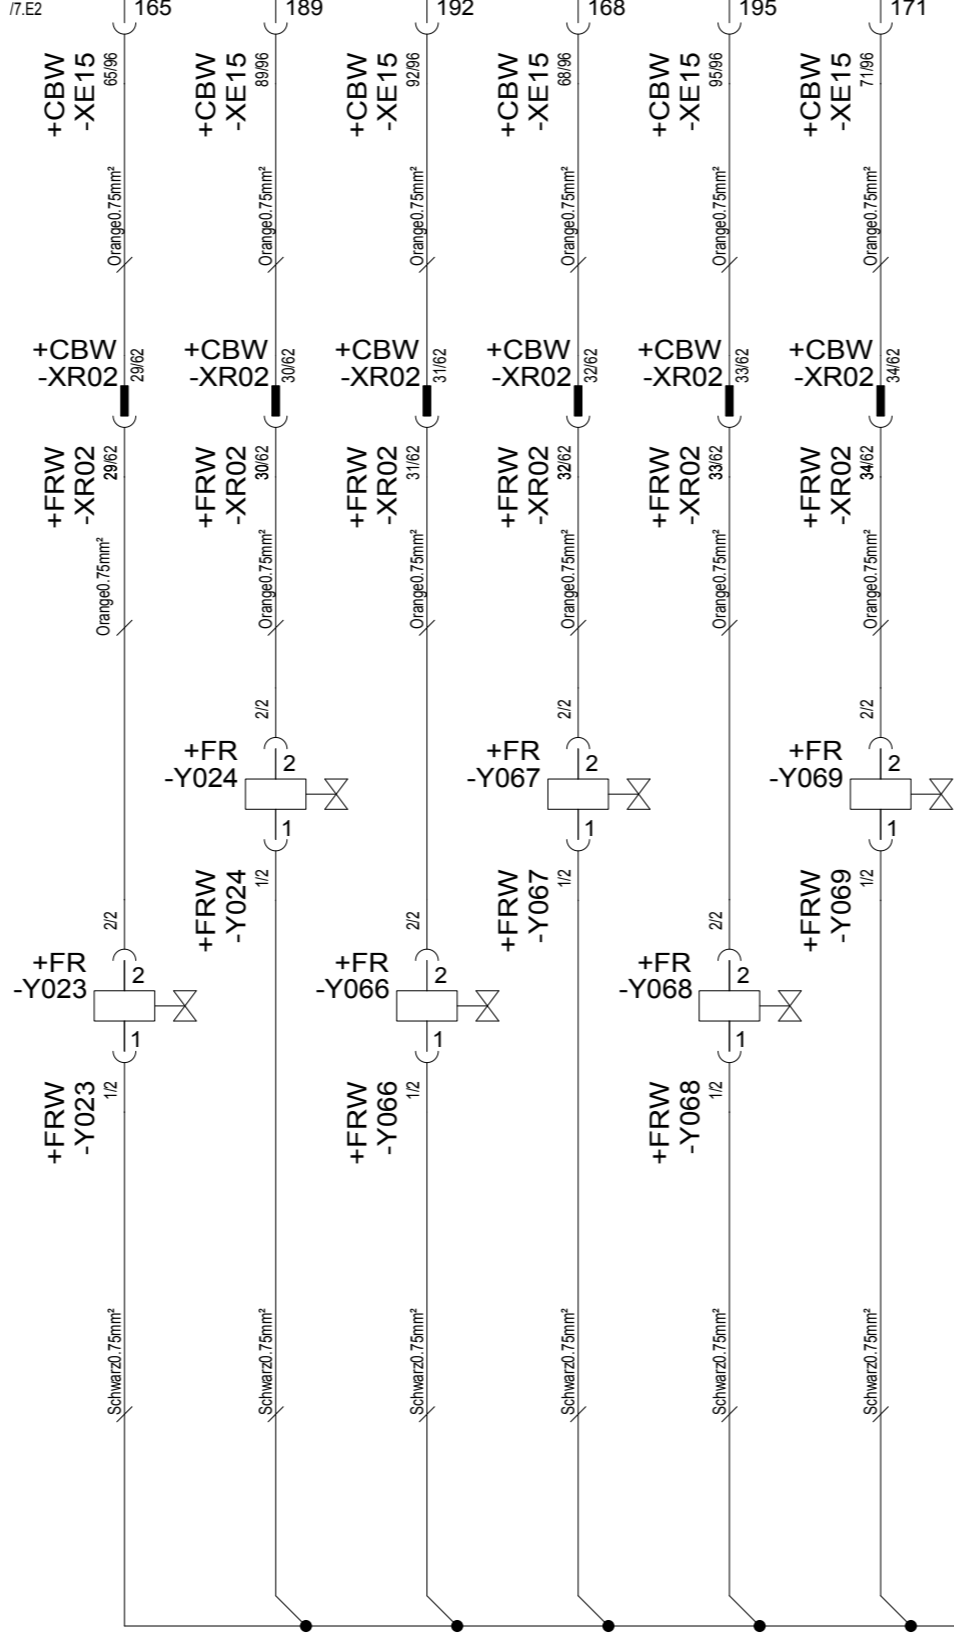 /7.E2
165
189
192
168
195
171
+CBW
-XE15
65/96
+CBW
-XE15
89/96
+CBW
-XE15
92/96
+CBW
-XE15
68/96
+CBW
-XE15
95/96
+CBW
-XE15
71/96
Orange0.75mm²
Orange0.75mm²
Orange0.75mm²
Orange0.75mm²
Orange0.75mm²
Orange0.75mm²
+CBW
-XR02
29/62
+CBW
-XR02
30/62
+CBW
-XR02
31/62
+CBW
-XR02
32/62
+CBW
-XR02
33/62
+CBW
-XR02
34/62
+FRW
-XR02
29/62
+FRW
-XR02
30/62
+FRW
-XR02
31/62
+FRW
-XR02
32/62
+FRW
-XR02
33/62
+FRW
-XR02
34/62
Orange0.75mm²
Orange0.75mm²
Orange0.75mm²
Orange0.75mm²
Orange0.75mm²
Orange0.75mm²
2/2
2/2
2/2
+FR
-Y024
2
1
+FR
-Y067
2
1
+FR
-Y069
2
1
+FRW
-Y024
1/2
+FRW
-Y067
1/2
+FRW
-Y069
1/2
2/2
2/2
2/2
+FR
-Y023
2
1
+FR
-Y066
2
1
+FR
-Y068
2
1
+FRW
-Y023
1/2
+FRW
-Y066
1/2
+FRW
-Y068
1/2
Schwarz0.75mm²
Schwarz0.75mm²
Schwarz0.75mm²
Schwarz0.75mm²
Schwarz0.75mm²
Schwarz0.75mm²